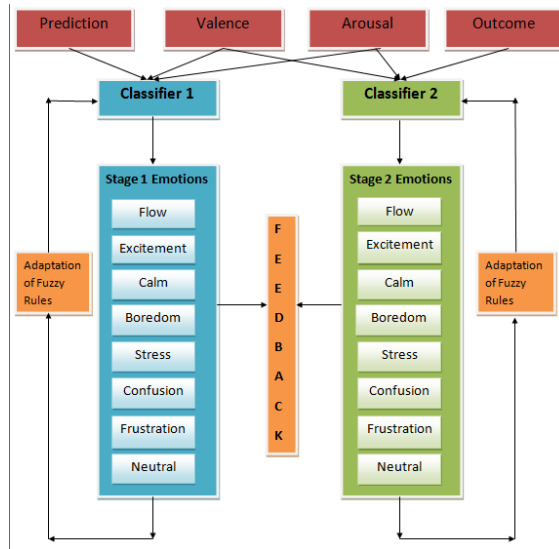 Prediction
Valence
Arousal
Outcome
Classifier 1
Classifier 2
Stage 1 Emotions
Flow
Excitement
Calm
Boredom
Stress
Confusion
Frustration
Neutral
Adaptation
of Fuzzy
Rules
F
E
E
D
B
A
C
K
Stage 2 Emotions
Flow
Excitement
Calm
Boredom
Stress
Confusion
Frustration
Neutral
Adaptation
of Fuzzy
Rules